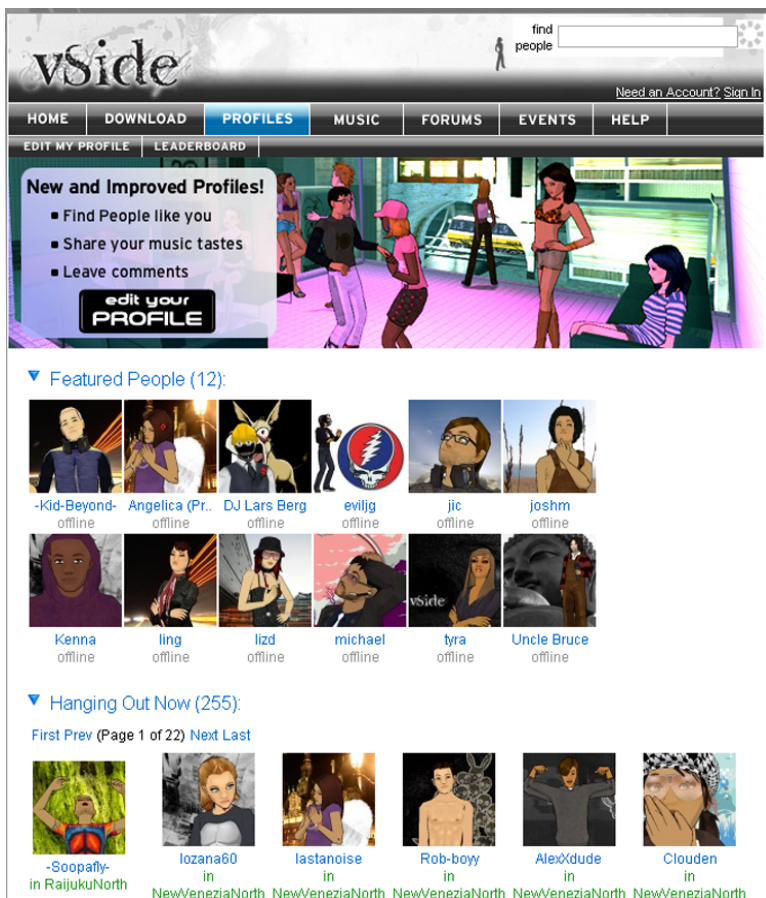 find
people
vSide
Need an Account? Sign In
HOME DOWNLOAD PROFILES MUSIC FORUMS EVENTS HELP
EDIT MY PROFILE LEADERBOARD
New and Improved Profiles!
Find People like you
Share your music tastes
Leave comments
edit your
PROFILE
Featured People (12):
-Kid-Beyond- Angelica (Pr.. DJ Lars Berg eviljg jic joshm
offline offline offline offline offline offline
vSide
Kenna ling lizd michael tyra Uncle Bruce
offline offline offline offline offline offline
Hanging Out Now (255):
First Prev (Page 1 of 22) Next Last
-Soopafly- lozana60 lastanoise Rob-boyy AlexXdude Clouden
in RaijukuNorth in in in in in
NewVeneziaNorth NewVeneziaNorth NewVeneziaNorth NewVeneziaNorth NewVeneziaNorth